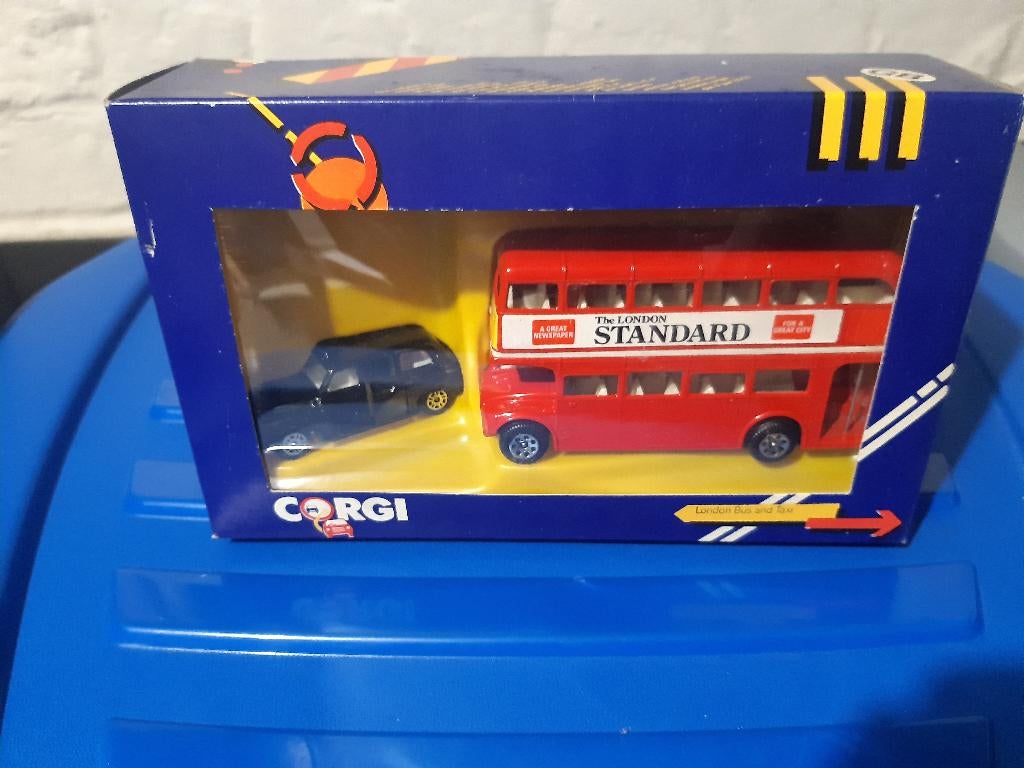 A GREAT
NEWSPAPER
The LONDON
STANDARD
FOR A
GREAT CITY
CORGI
London Bus and Taxi